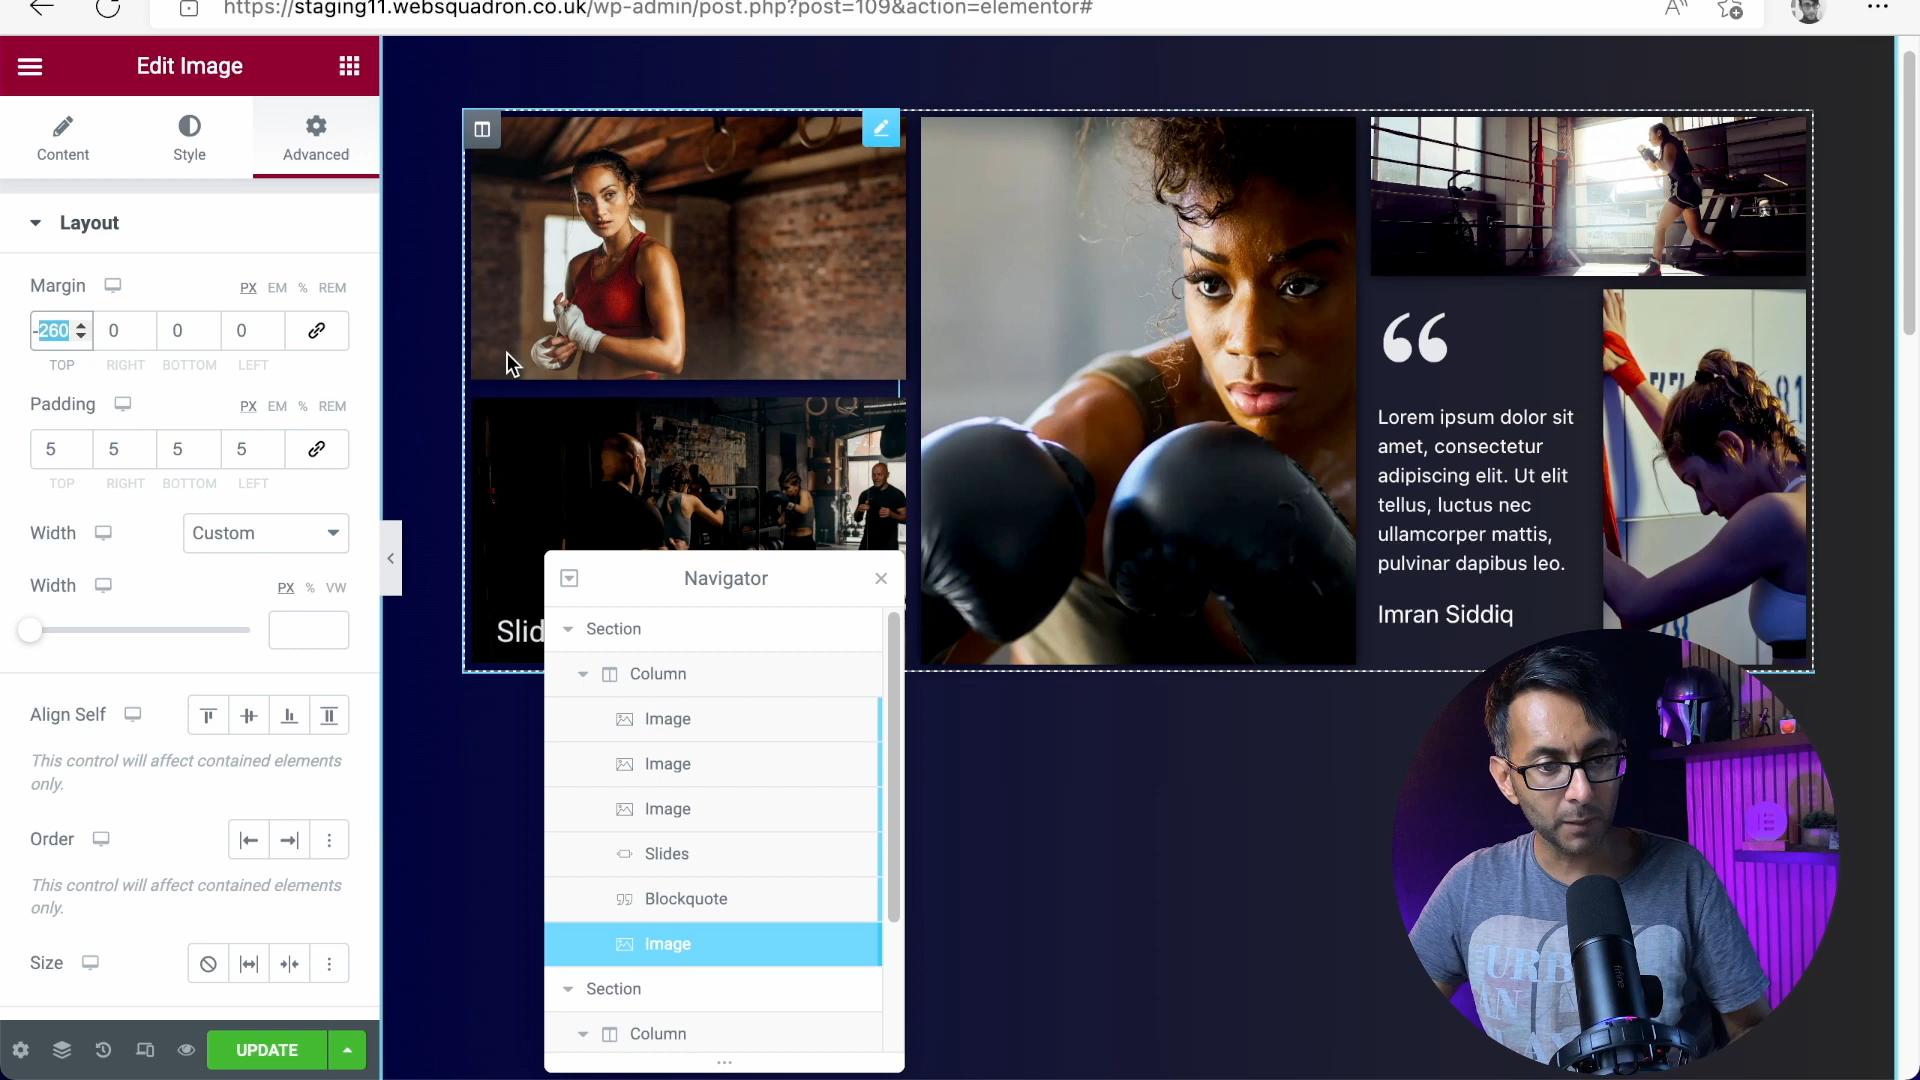 https://staging11.websquadron.co.uk/wp-admin/post.php?post=109&action=elementor#
Edit Image
Content
Style
Advanced
Layout
Margin
PX EM % REM
-260 0 0 0
TOP RIGHT BOTTOM LEFT
Padding
PX EM % REM
5 5 5 5
TOP RIGHT BOTTOM LEFT
Width
Custom
Width
PX % VW
Align Self
This control will affect contained elements
only.
Order
This control will affect contained elements
only.
Size
UPDATE
Slid
Navigator
Section
Column
Image
Image
Image
Slides
Blockquote
Image
Section
Column
Lorem ipsum dolor sit
amet, consectetur
adipiscing elit. Ut elit
tellus, luctus nec
ullamcorper mattis,
pulvinar dapibus leo.
Imran Siddiq